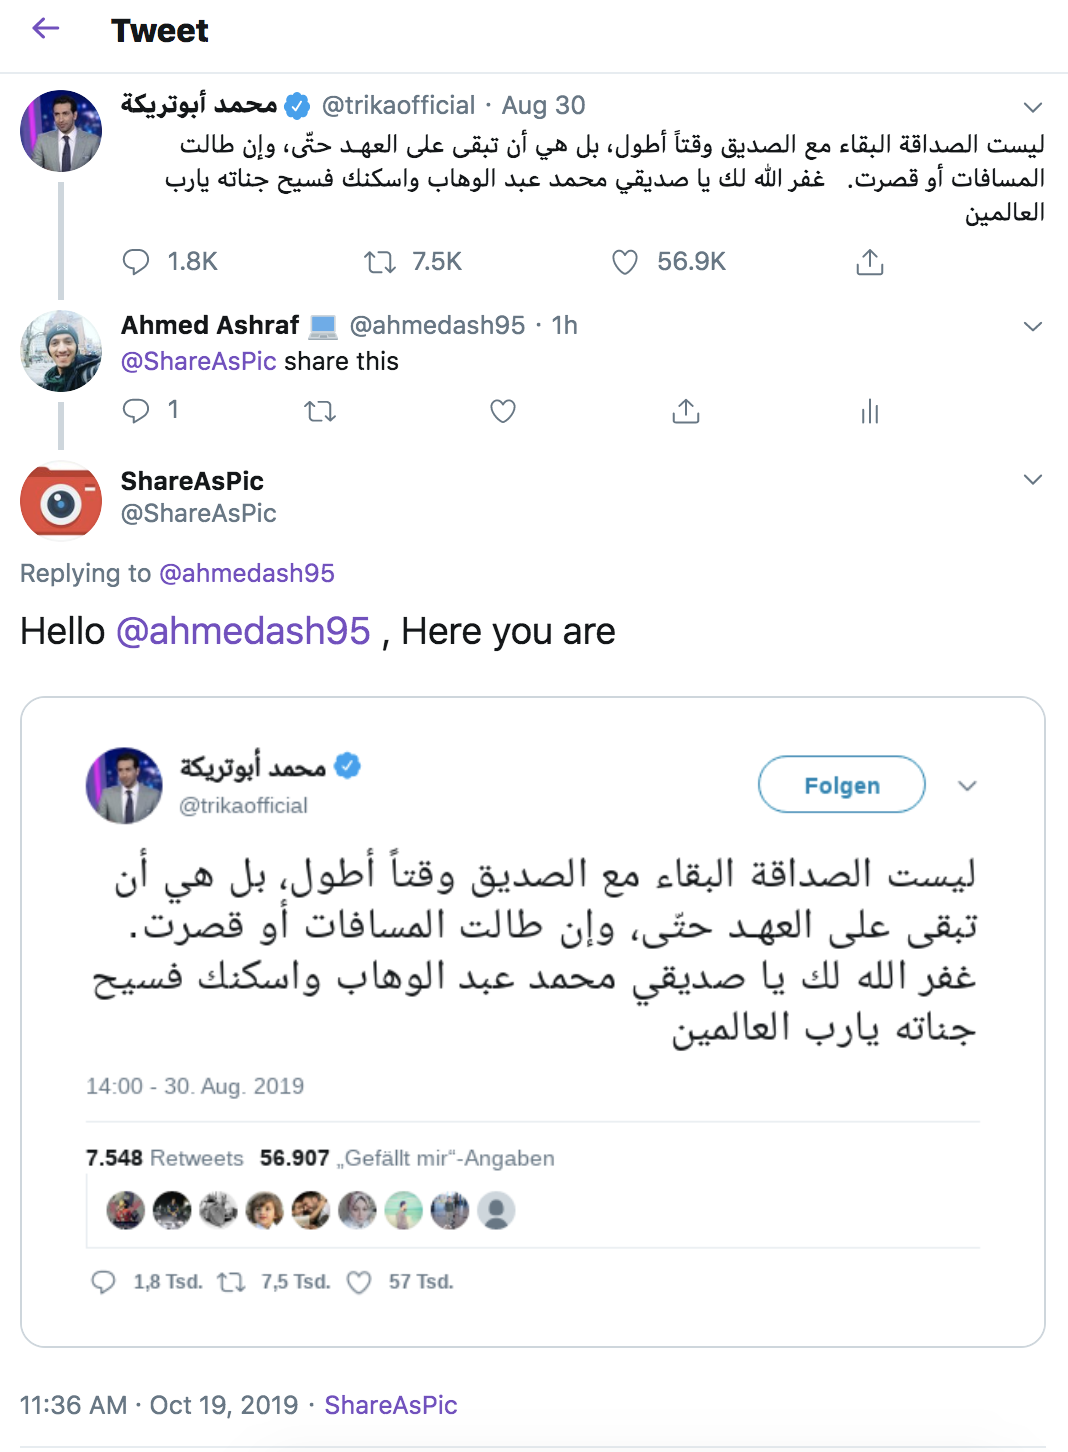 Tweet
محمد أبوتريكة @trikaofficial · Aug 30
ليست الصداقة البقاء مع الصديق وقتاً أطول، بل هي أن تبقى على العهـد حتّى، وإن طالت
المسافات أو قصرت. غفر الله لك يا صديقي محمد عبد الوهاب واسكنك فسيح جناته يارب
العالمين
1.8K 7.5K 56.9K
Ahmed Ashraf @ahmedash95 · 1h
@ShareAsPic share this
1
ShareAsPic
@ShareAsPic
Replying to @ahmedash95
Hello @ahmedash95 , Here you are
محمد أبوتريكة
@trikaofficial
Folgen
ليست الصداقة البقاء مع الصديق وقتاً أطول، بل هي أن
تبقى على العهـد حتّى، وإن طالت المسافات أو قصرت.
غفر الله لك يا صديقي محمد عبد الوهاب واسكنك فسيح
جناته يارب العالمين
14:00 - 30. Aug. 2019
7.548 Retweets 56.907 „Gefällt mir“-Angaben
1,8 Tsd. 7,5 Tsd. 57 Tsd.
11:36 AM · Oct 19, 2019 · ShareAsPic